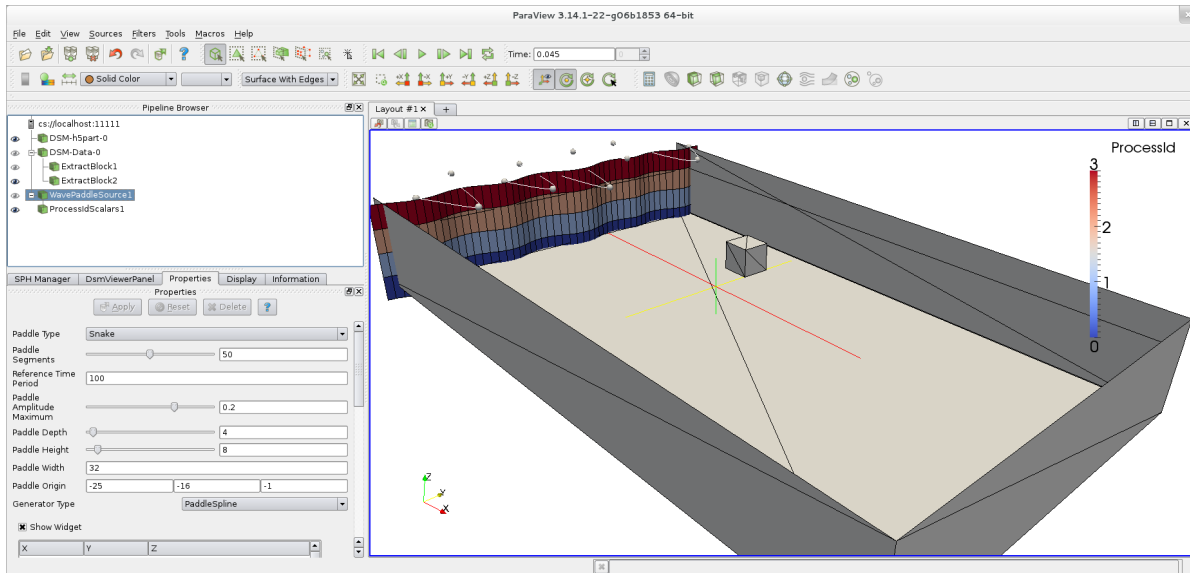 ParaView 3.14.1-22-g06b1853 64-bit
File Edit View Sources Filters Tools Macros Help
Time: 0.045 0
Solid Color Surface With Edges
Pipeline Browser
cs://localhost:11111
DSM-h5part-0
DSM-Data-0
ExtractBlock1
ExtractBlock2
WavePaddleSource1
ProcessIdScalars1
SPH Manager DsmViewerPanel Properties Display Information
Properties
Apply Reset Delete ?
Paddle Type Snake
Paddle Segments 50
Reference Time Period 100
Paddle Amplitude Maximum 0.2
Paddle Depth 4
Paddle Height 8
Paddle Width 32
Paddle Origin -25 -16 -1
Generator Type PaddleSpline
Show Widget
X Y Z
Layout #1 +
ProcessId
3
2
1
0
Z
Y
X